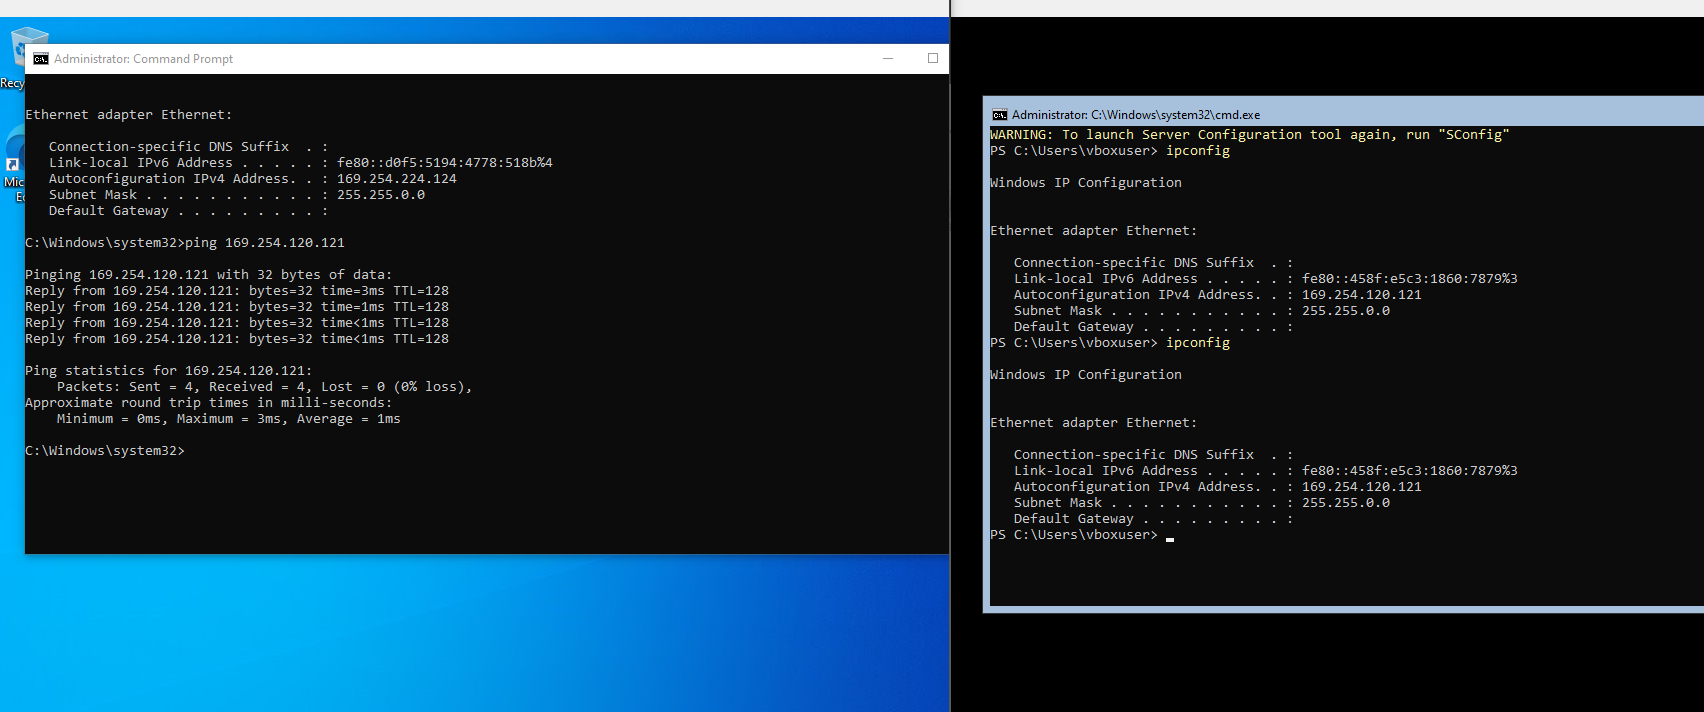 Recy
Mic
Ec
Administrator: Command Prompt
Ethernet adapter Ethernet:
Connection-specific DNS Suffix  . :
Link-local IPv6 Address . . . . . : fe80::d0f5:5194:4778:518b%4
Autoconfiguration IPv4 Address. . : 169.254.224.124
Subnet Mask . . . . . . . . . . . : 255.255.0.0
Default Gateway . . . . . . . . . :
C:\Windows\system32>ping 169.254.120.121
Pinging 169.254.120.121 with 32 bytes of data:
Reply from 169.254.120.121: bytes=32 time=3ms TTL=128
Reply from 169.254.120.121: bytes=32 time=1ms TTL=128
Reply from 169.254.120.121: bytes=32 time<1ms TTL=128
Reply from 169.254.120.121: bytes=32 time<1ms TTL=128
Ping statistics for 169.254.120.121:
Packets: Sent = 4, Received = 4, Lost = 0 (0% loss),
Approximate round trip times in milli-seconds:
Minimum = 0ms, Maximum = 3ms, Average = 1ms
C:\Windows\system32>
Administrator: C:\Windows\system32\cmd.exe
WARNING: To launch Server Configuration tool again, run "SConfig"
PS C:\Users\vboxuser> ipconfig
Windows IP Configuration
Ethernet adapter Ethernet:
Connection-specific DNS Suffix  . :
Link-local IPv6 Address . . . . . : fe80::458f:e5c3:1860:7879%3
Autoconfiguration IPv4 Address. . : 169.254.120.121
Subnet Mask . . . . . . . . . . . : 255.255.0.0
Default Gateway . . . . . . . . . :
PS C:\Users\vboxuser> ipconfig
Windows IP Configuration
Ethernet adapter Ethernet:
Connection-specific DNS Suffix  . :
Link-local IPv6 Address . . . . . : fe80::458f:e5c3:1860:7879%3
Autoconfiguration IPv4 Address. . : 169.254.120.121
Subnet Mask . . . . . . . . . . . : 255.255.0.0
Default Gateway . . . . . . . . . :
PS C:\Users\vboxuser>